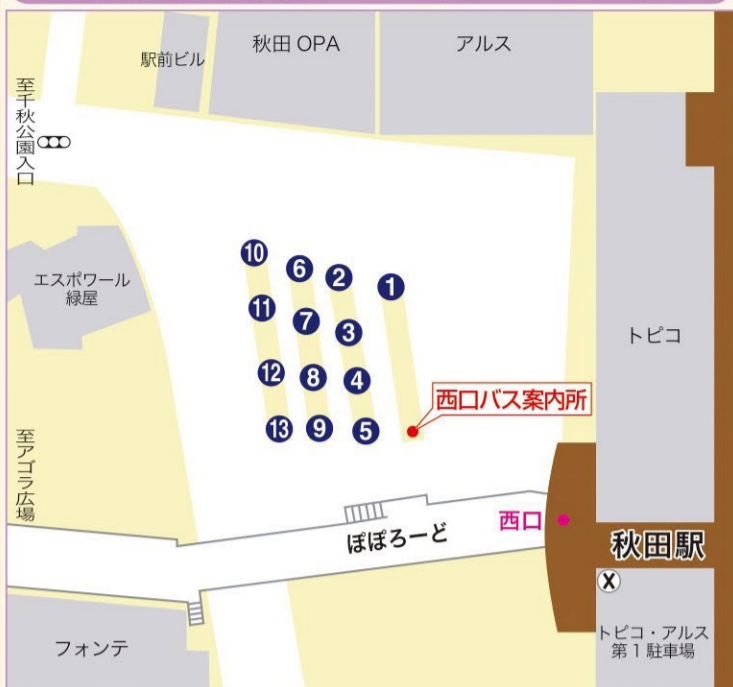 駅前ビル
秋田 OPA
アルス
至千秋公園入口
エスポワール
緑屋
トピコ
10
6
2
1
11
7
3
12
8
4
13
9
5
西口バス案内所
至アゴラ広場
ぽぽろーど
西口
秋田駅
X
フォンテ
トピコ・アルス
第1駐車場